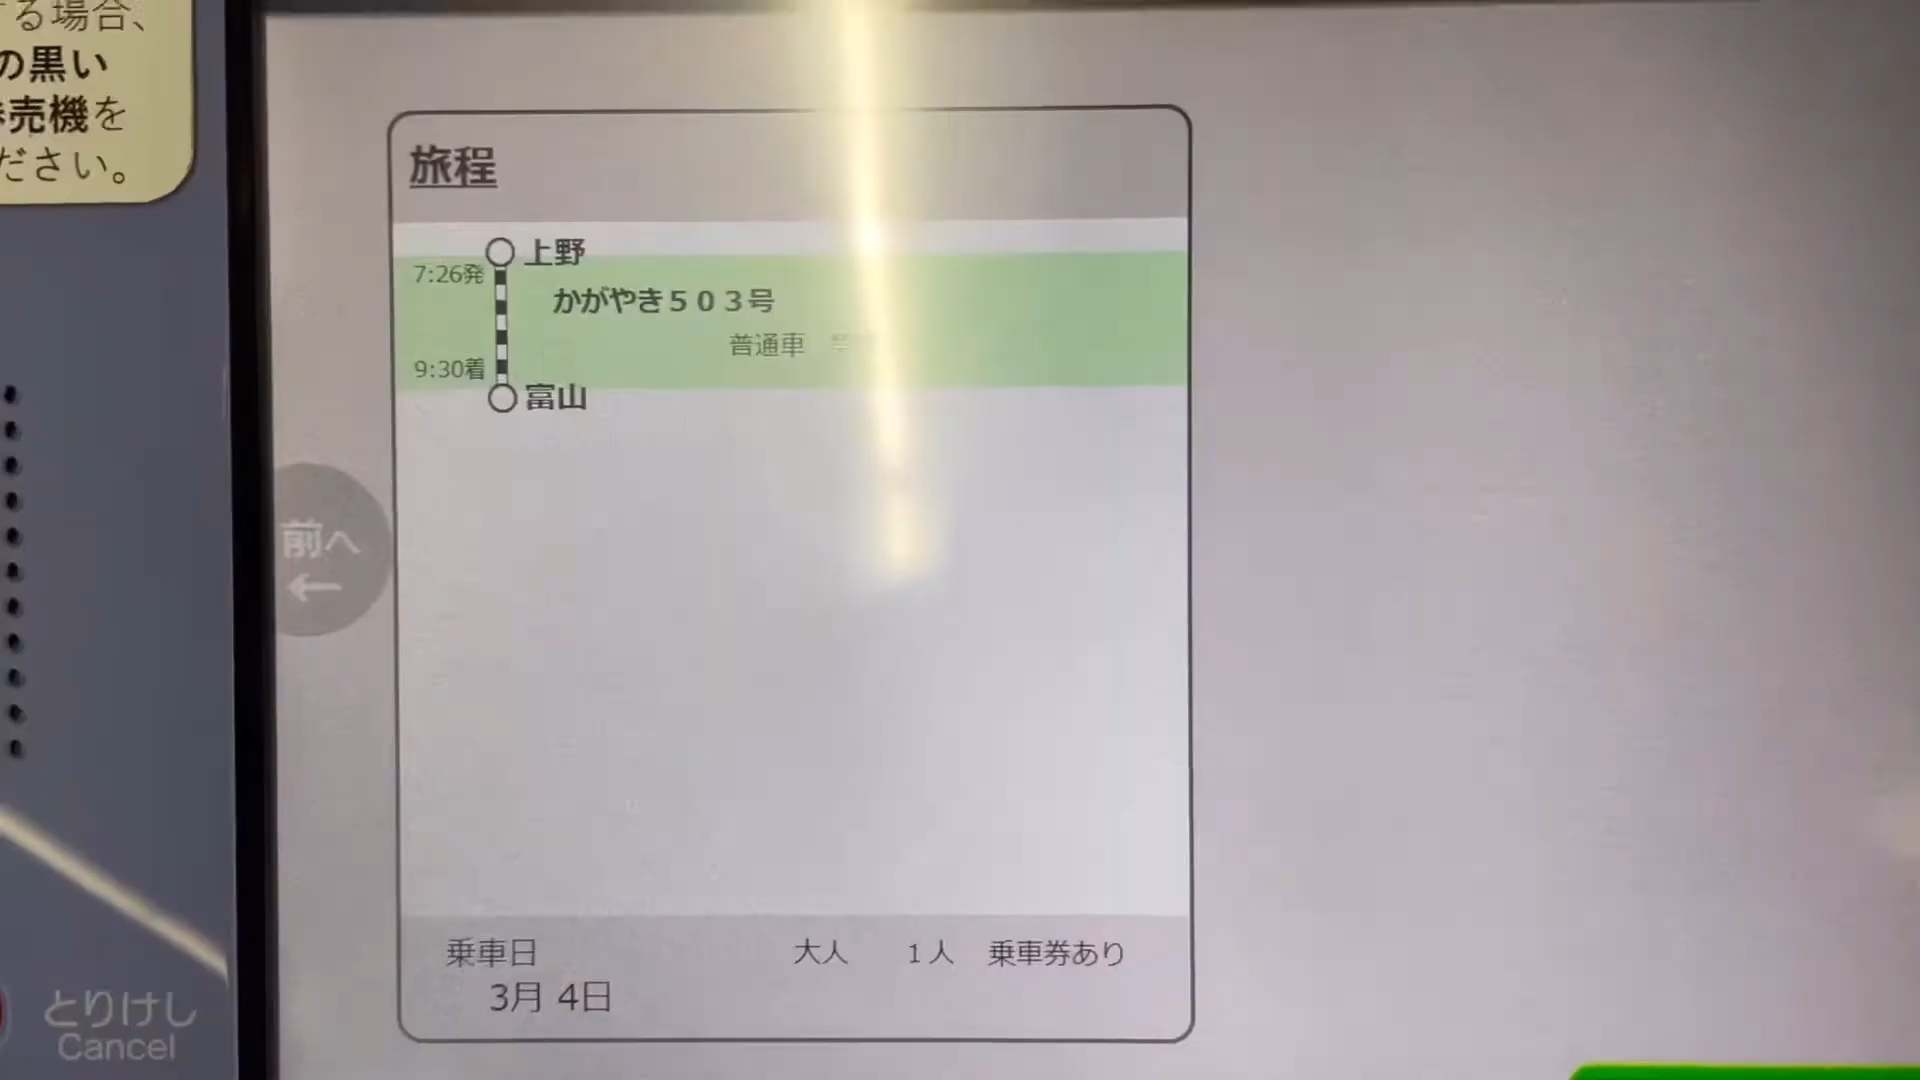 る場合、
の黒い
券売機を
ださい。
旅程
上野
7:26発
かがやき503号
普通車
9:30着
富山
前へ
←
乗車日
大人 1人 乗車券あり
3月 4日
とりけし
Cancel